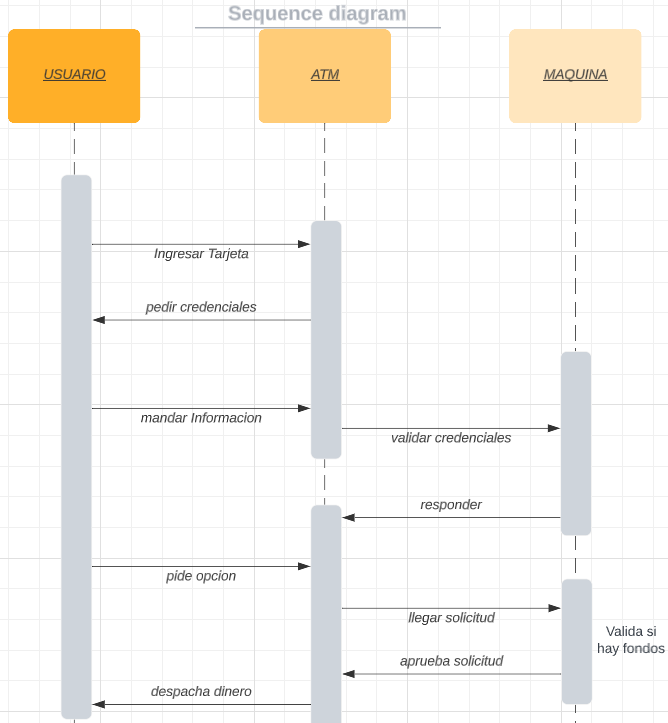 Sequence diagram
USUARIO
ATM
MAQUINA
Ingresar Tarjeta
pedir credenciales
mandar Informacion
validar credenciales
responder
pide opcion
llegar solicitud
Valida si
hay fondos
aprueba solicitud
despacha dinero